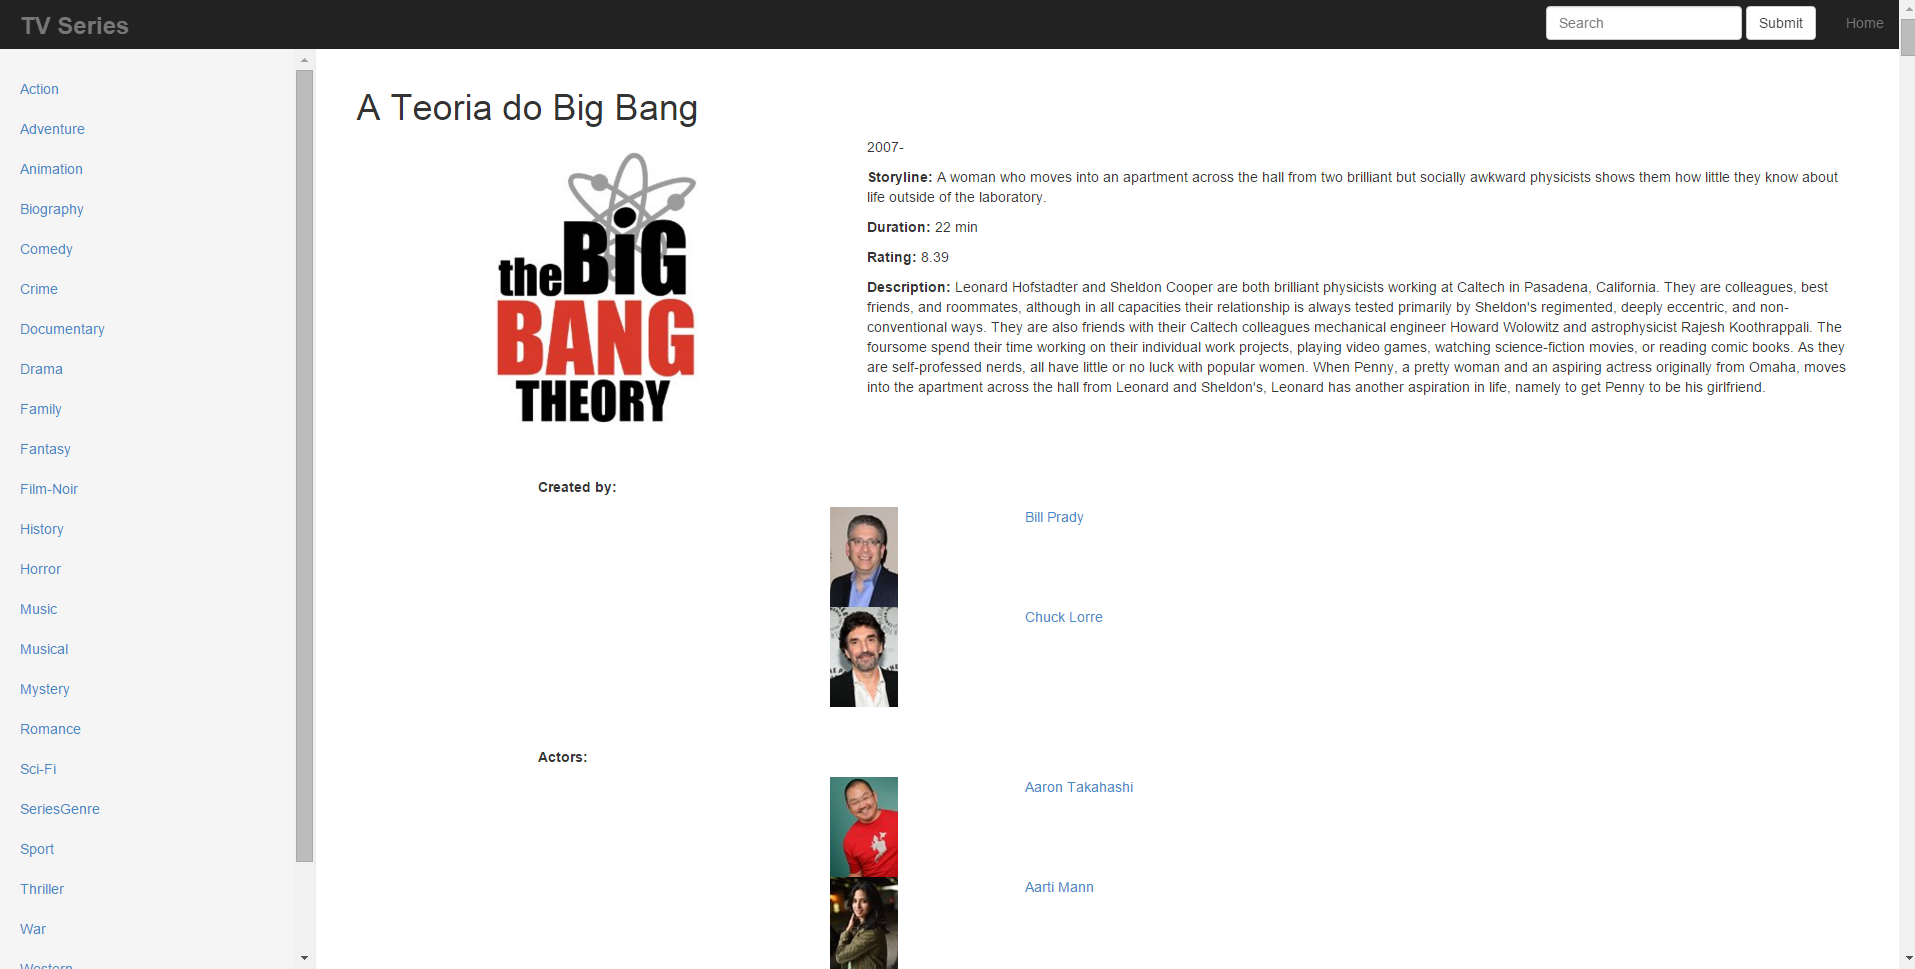 TV Series
Search
Submit
Home
Action
Adventure
Animation
Biography
Comedy
Crime
Documentary
Drama
Family
Fantasy
Film-Noir
History
Horror
Music
Musical
Mystery
Romance
Sci-Fi
SeriesGenre
Sport
Thriller
War
Western
A Teoria do Big Bang
the BiG
BANG
THEORY
2007-
Storyline: A woman who moves into an apartment across the hall from two brilliant but socially awkward physicists shows them how little they know about
life outside of the laboratory.
Duration: 22 min
Rating: 8.39
Description: Leonard Hofstadter and Sheldon Cooper are both brilliant physicists working at Caltech in Pasadena, California. They are colleagues, best
friends, and roommates, although in all capacities their relationship is always tested primarily by Sheldon's regimented, deeply eccentric, and non-
conventional ways. They are also friends with their Caltech colleagues mechanical engineer Howard Wolowitz and astrophysicist Rajesh Koothrappali. The
foursome spend their time working on their individual work projects, playing video games, watching science-fiction movies, or reading comic books. As they
are self-professed nerds, all have little or no luck with popular women. When Penny, a pretty woman and an aspiring actress originally from Omaha, moves
into the apartment across the hall from Leonard and Sheldon's, Leonard has another aspiration in life, namely to get Penny to be his girlfriend.
Created by:
Bill Prady
Chuck Lorre
Actors:
Aaron Takahashi
Aarti Mann